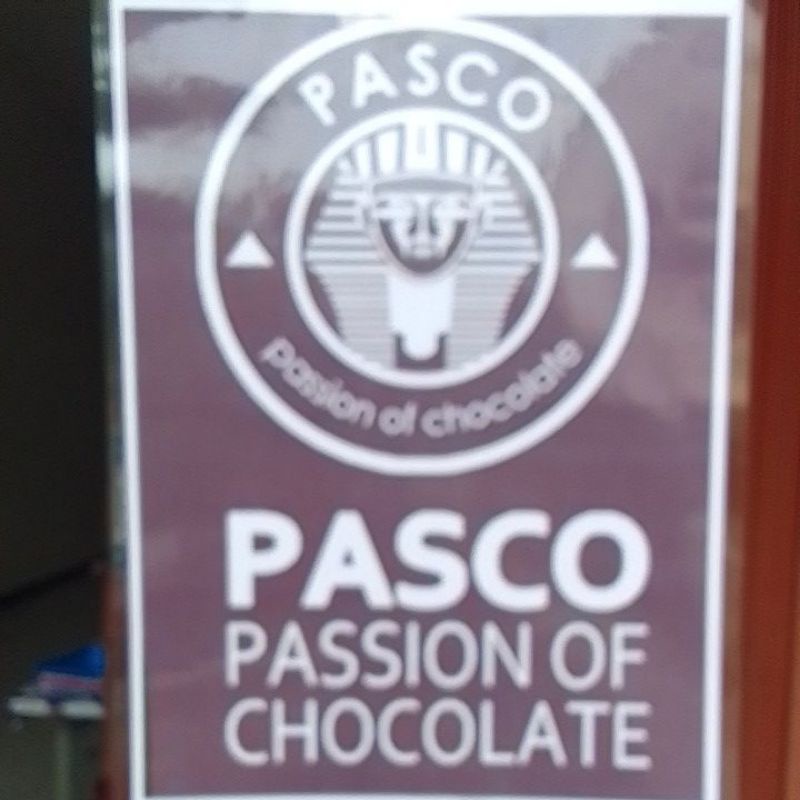 PASCO
passion of chocolate
PASCO
PASSION OF
CHOCOLATE